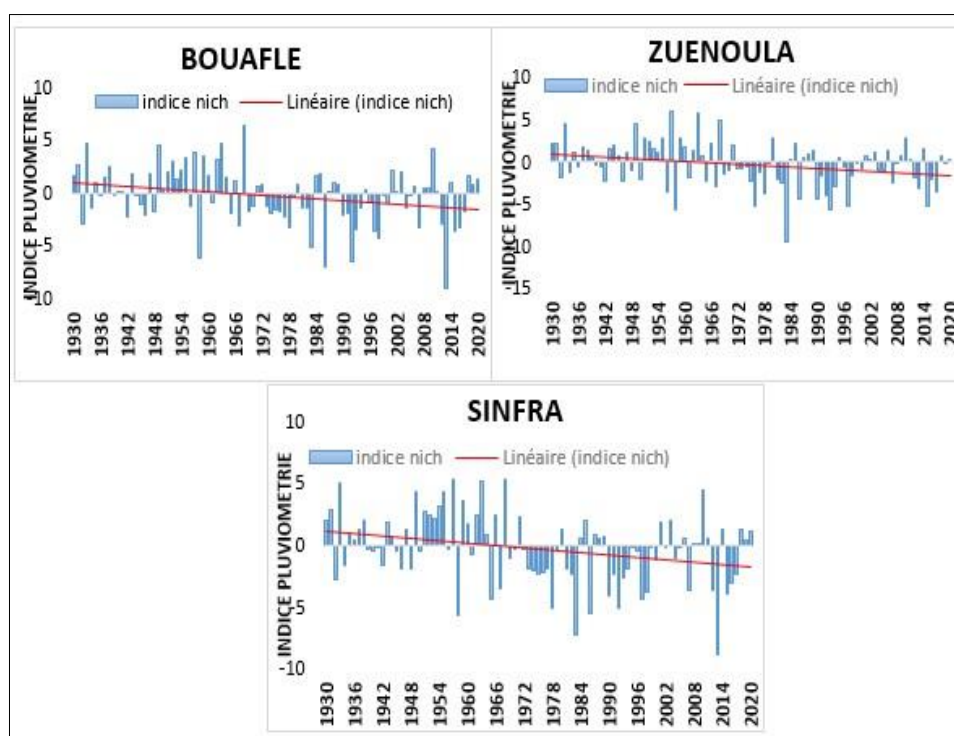 BOUAFLE
indice nich Linéaire (indice nich)
INDICE PLUVIOMETRIE
10
5
0
-5
-10
1930 1936 1942 1948 1954 1960 1966 1972 1978 1984 1990 1996 2002 2008 2014 2020
ZUENOULA
indice nich Linéaire (indice nich)
INDICE PLUVIOMETRIE
10
5
0
-5
-10
-15
1930 1936 1942 1948 1954 1960 1966 1972 1978 1984 1990 1996 2002 2008 2014 2020
SINFRA
indice nich Linéaire (indice nich)
INDICE PLUVIOMETRIE
10
5
0
-5
-10
1930 1936 1942 1948 1954 1960 1966 1972 1978 1984 1990 1996 2002 2008 2014 2020